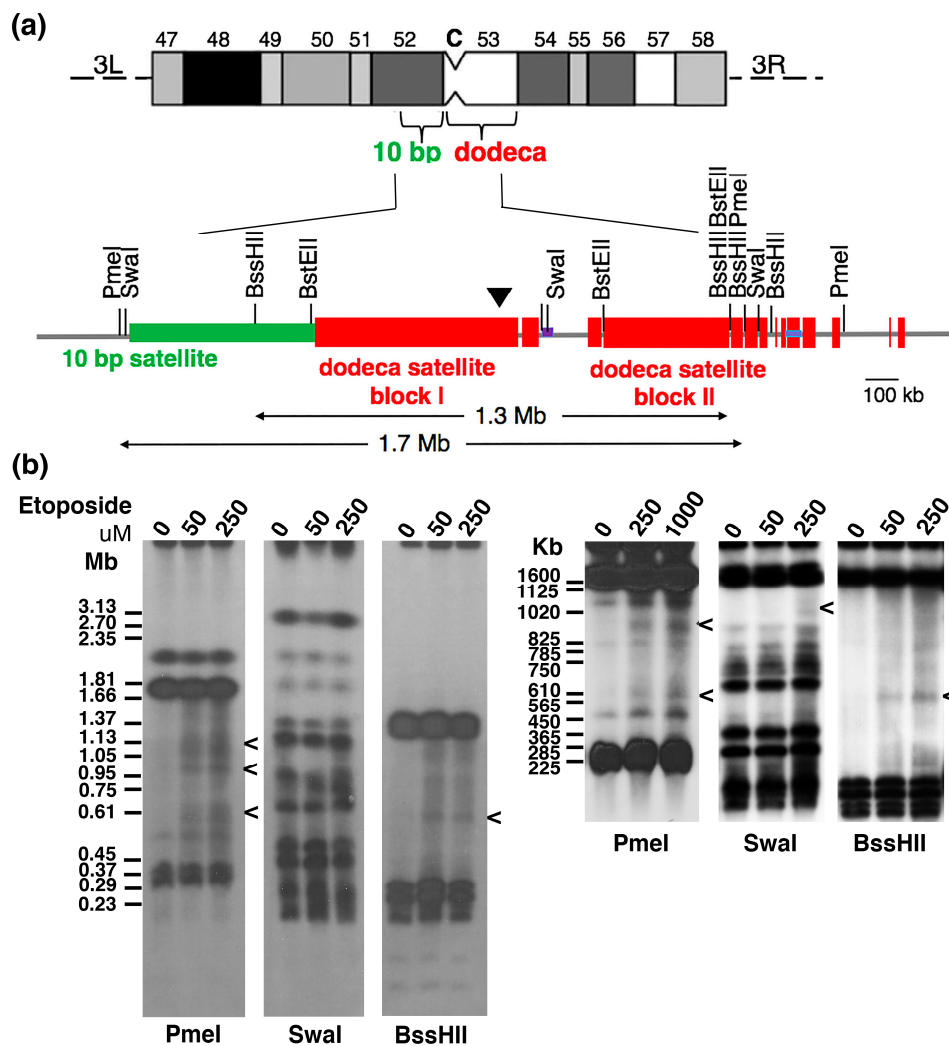 (a)
47 48 49 50 51 52 C 53 54 55 56 57 58
3L 3R
10 bp dodeca
PmeI SwaI BssHII BstEII SwaI BstEII BssHII BstEII BssHII PmeI SwaI BssHII PmeI
10 bp satellite
dodeca satellite
block I
dodeca satellite
block II
100 kb
1.3 Mb
1.7 Mb
(b)
Etoposide
uM
0 50 250 0 50 250 0 50 250
Mb
3.13
2.70
2.35
1.81
1.66
1.37
1.13
1.05
0.95
0.75
0.61
0.45
0.37
0.29
0.23
< < < <
PmeI SwaI BssHII
0 250 1000 0 50 250 0 50 250
Kb
1600
1125
1020
825
785
750
610
565
450
365
285
225
< < < <
PmeI SwaI BssHII